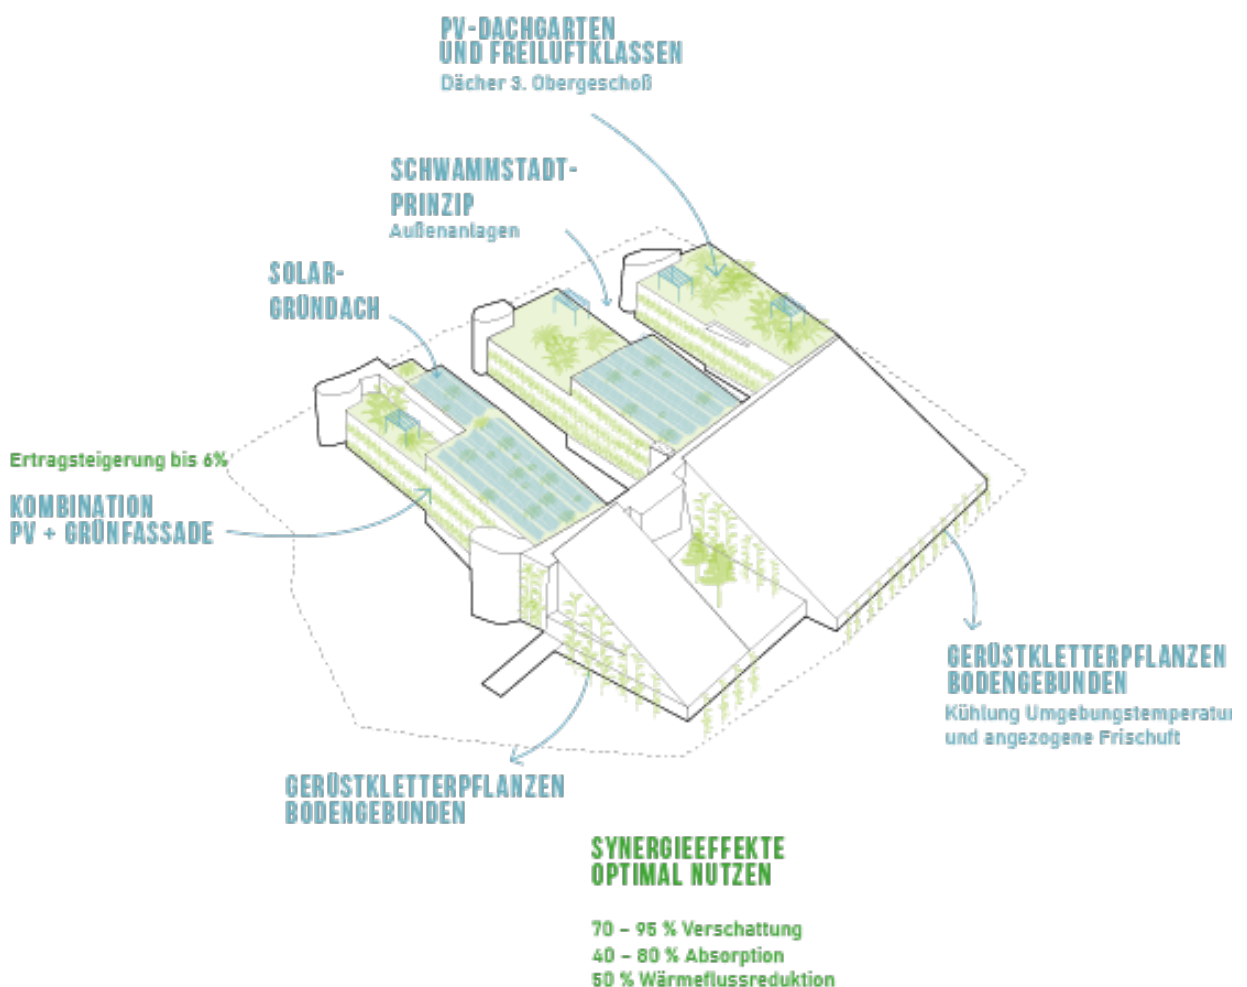 PV-DACHGARTEN
UND FREILUFTKLASSEN
Dächer 3. Obergeschoß
SCHWAMMSTADT-
PRINZIP
Außenanlagen
SOLAR-
GRÜNDACH
Ertragsteigerung bis 6%
KOMBINATION
PV + GRÜNFASSADE
GERÜSTKLETTERPFLANZEN
BODENGEBUNDEN
Kühlung Umgebungstemperatur
und angezogene Frischuft
GERÜSTKLETTERPFLANZEN
BODENGEBUNDEN
SYNERGIEEFFEKTE
OPTIMAL NUTZEN
70 – 95 % Verschattung
40 – 80 % Absorption
50 % Wärmeflussreduktion